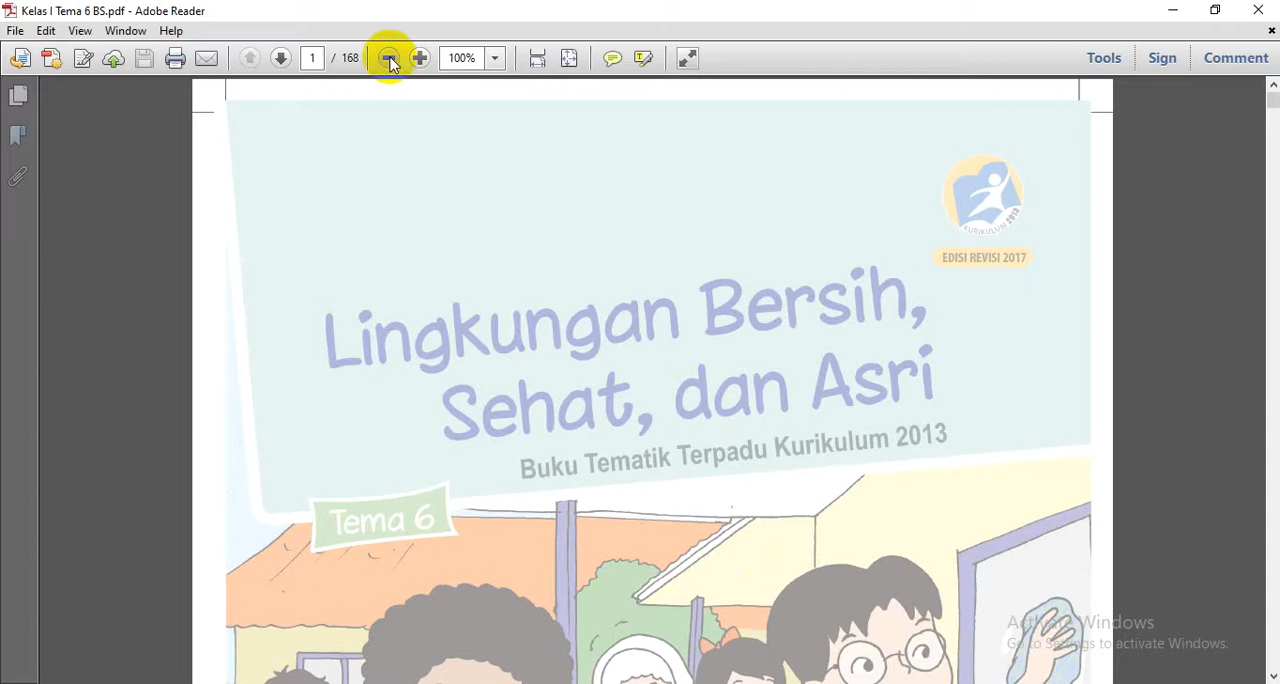 Kelas I Tema 6 BS.pdf - Adobe Reader
File Edit View Window Help
1 / 168 100% Tools Sign Comment
KURIKULUM 2013
EDISI REVISI 2017
Lingkungan Bersih,
Sehat, dan Asri
Buku Tematik Terpadu Kurikulum 2013
Tema 6
Activate Windows
Go to Settings to activate Windows.